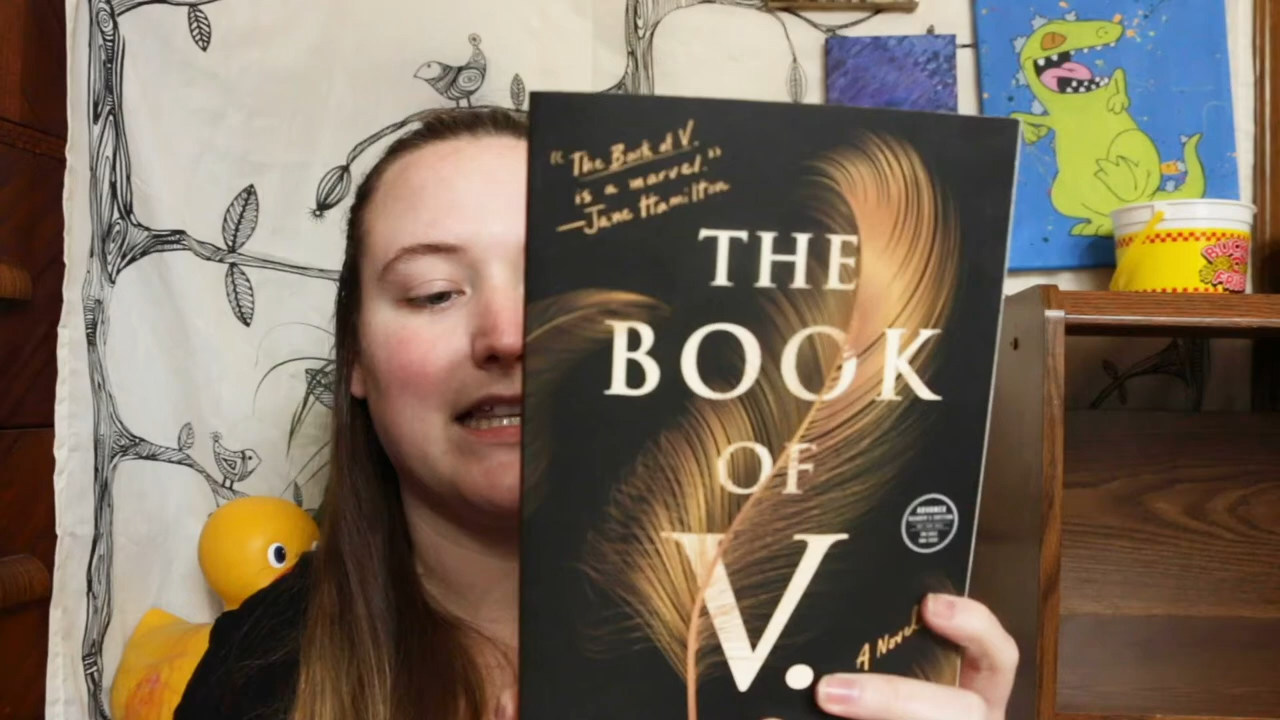 "The Book of V.
is a marvel."
—Jane Hamilton
THE
BOOK
OF
V.
A Novel
ADVANCE